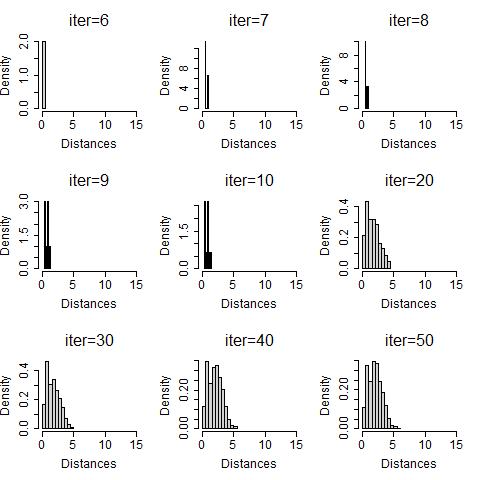 iter=6
iter=7
iter=8
Density
0.0 1.0 2.0
Density
0 4 8
Density
0 4 8
0 5 10 15
0 5 10 15
0 5 10 15
Distances
Distances
Distances
iter=9
iter=10
iter=20
Density
0.0 1.5 3.0
Density
0.0 1.5
Density
0.0 0.2 0.4
0 5 10 15
0 5 10 15
0 5 10 15
Distances
Distances
Distances
iter=30
iter=40
iter=50
Density
0.0 0.2 0.4
Density
0.00 0.20
Density
0.00 0.20
0 5 10 15
0 5 10 15
0 5 10 15
Distances
Distances
Distances